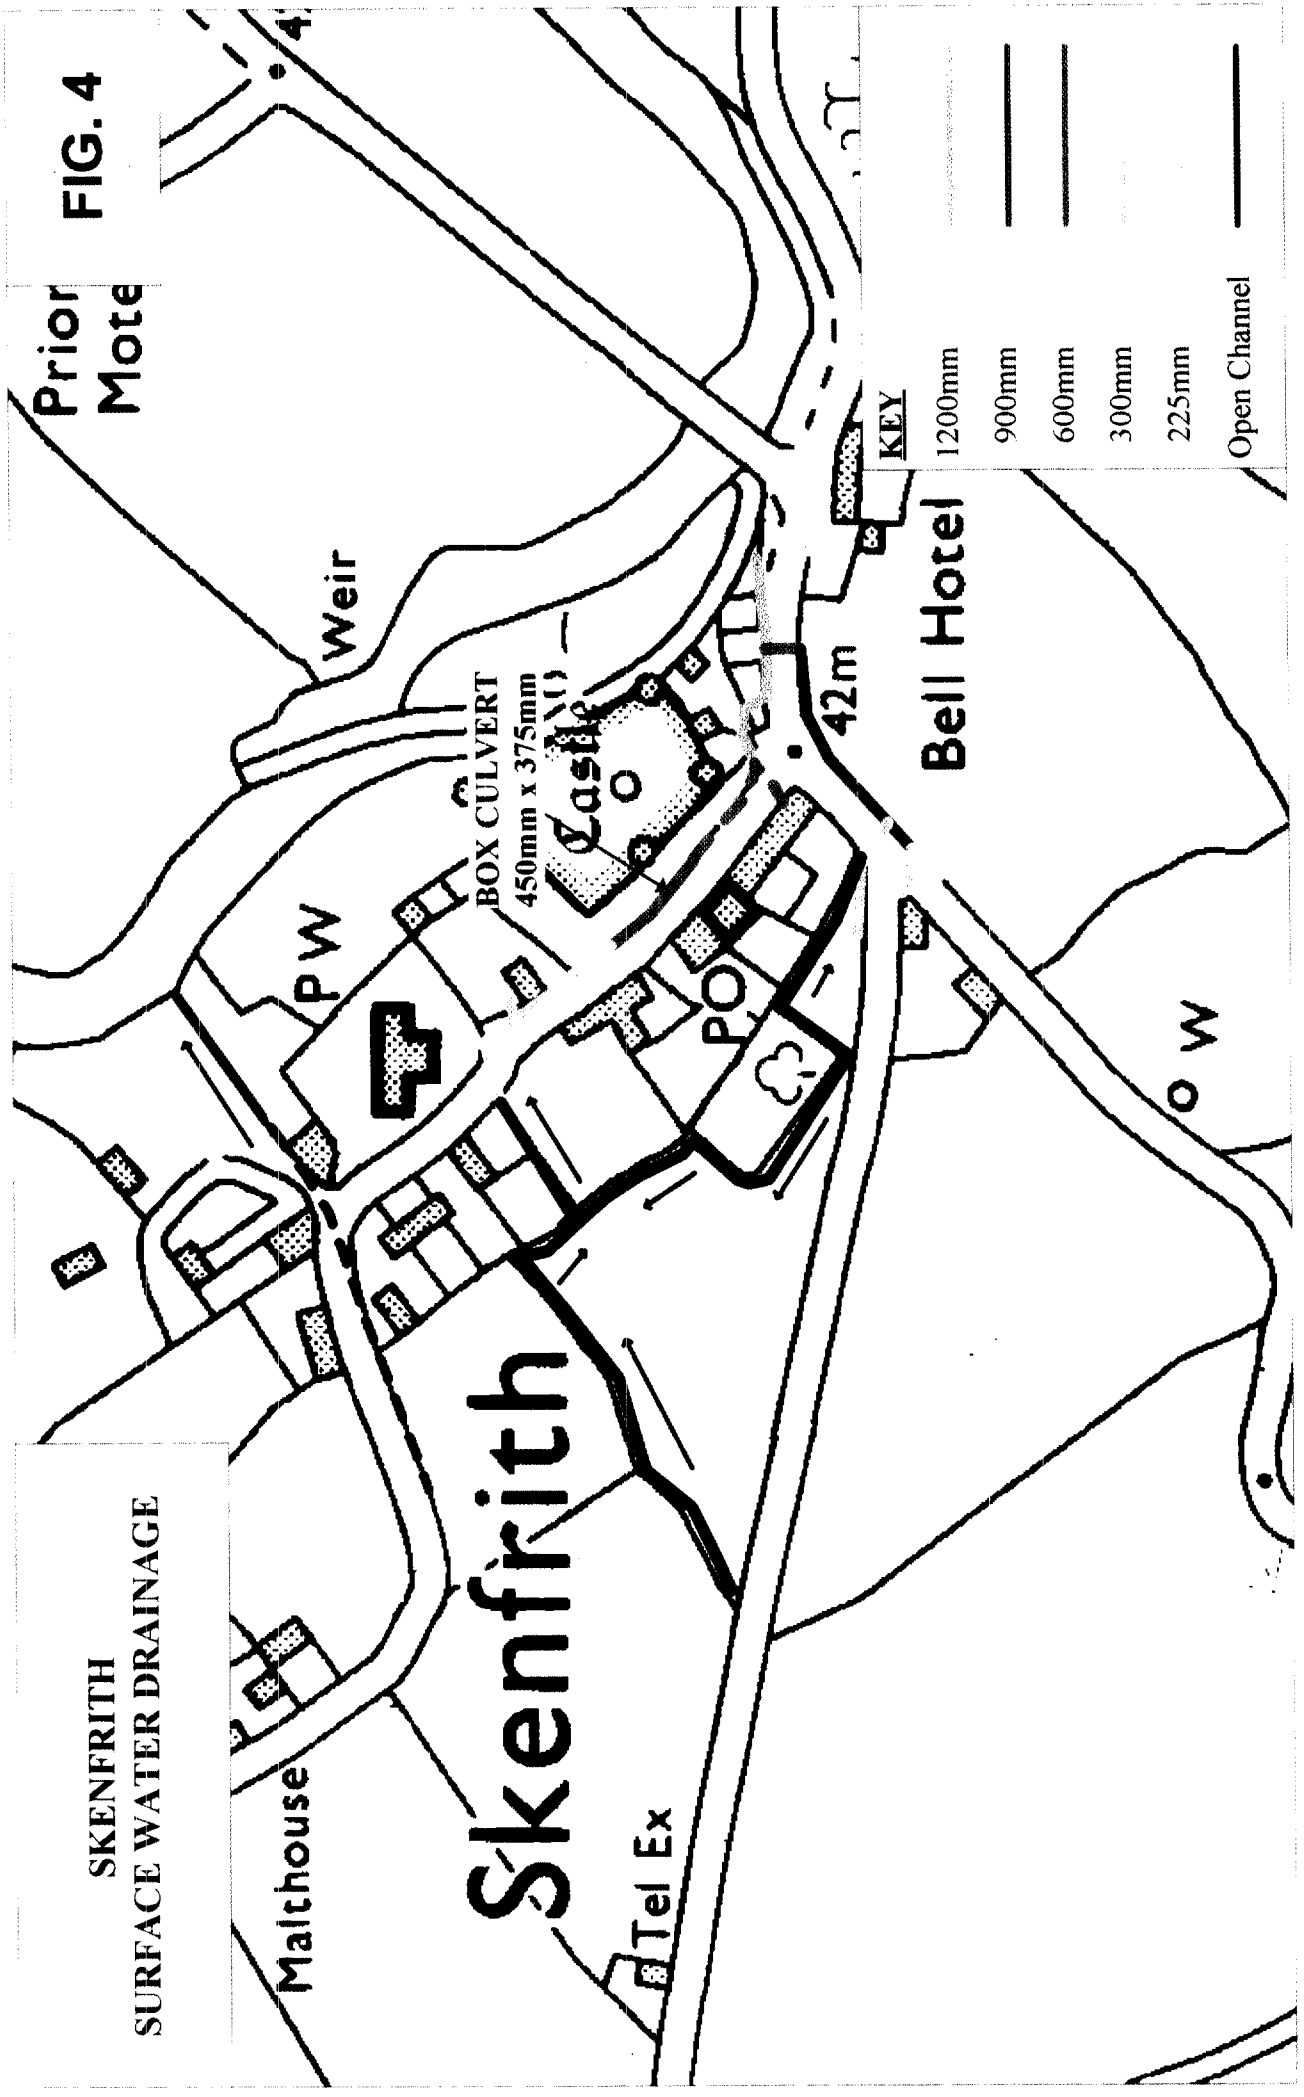 SKENFRITH
SURFACE WATER DRAINAGE
FIG. 4
Prior
Mote
Malthouse
P W
Weir
BOX CULVERT
450mm x 375mm
Castle
Skenfrith
Tel Ex
PO
42m
Bell Hotel
W
KEY
1200mm
900mm
600mm
300mm
225mm
Open Channel